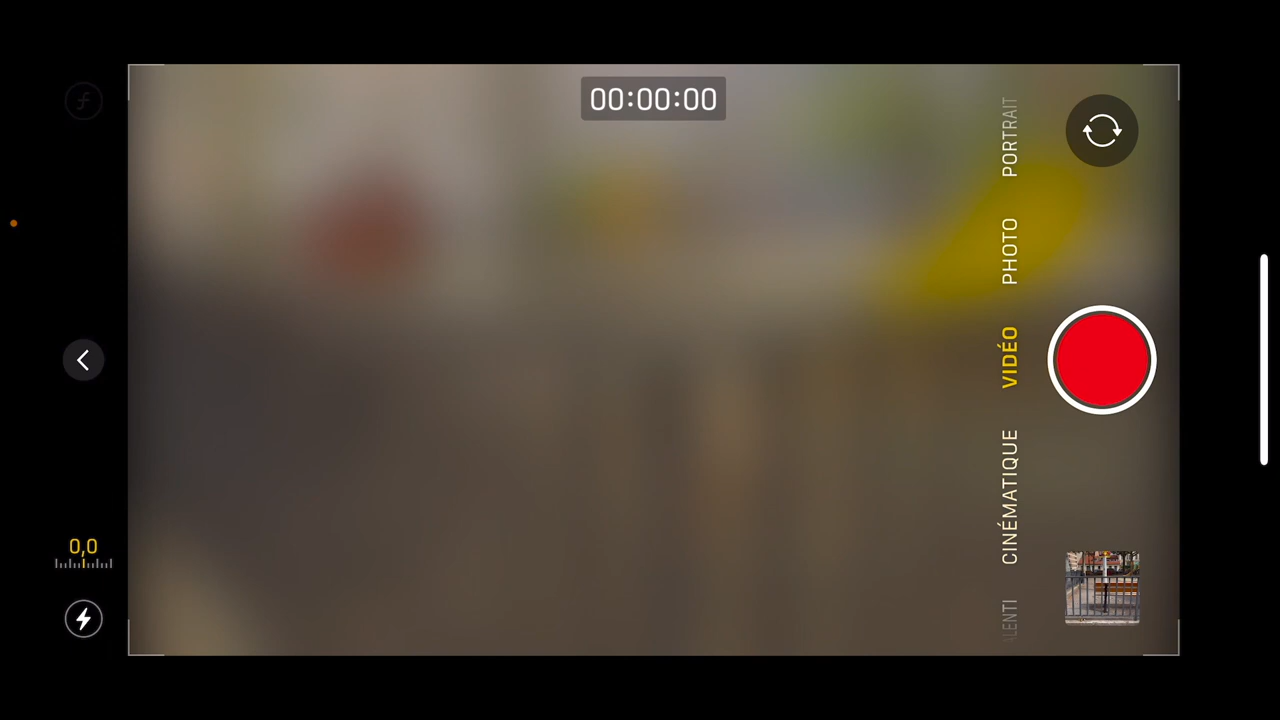 00:00:00
PORTRAIT
PHOTO
VIDÉO
CINÉMATIQUE
0,0